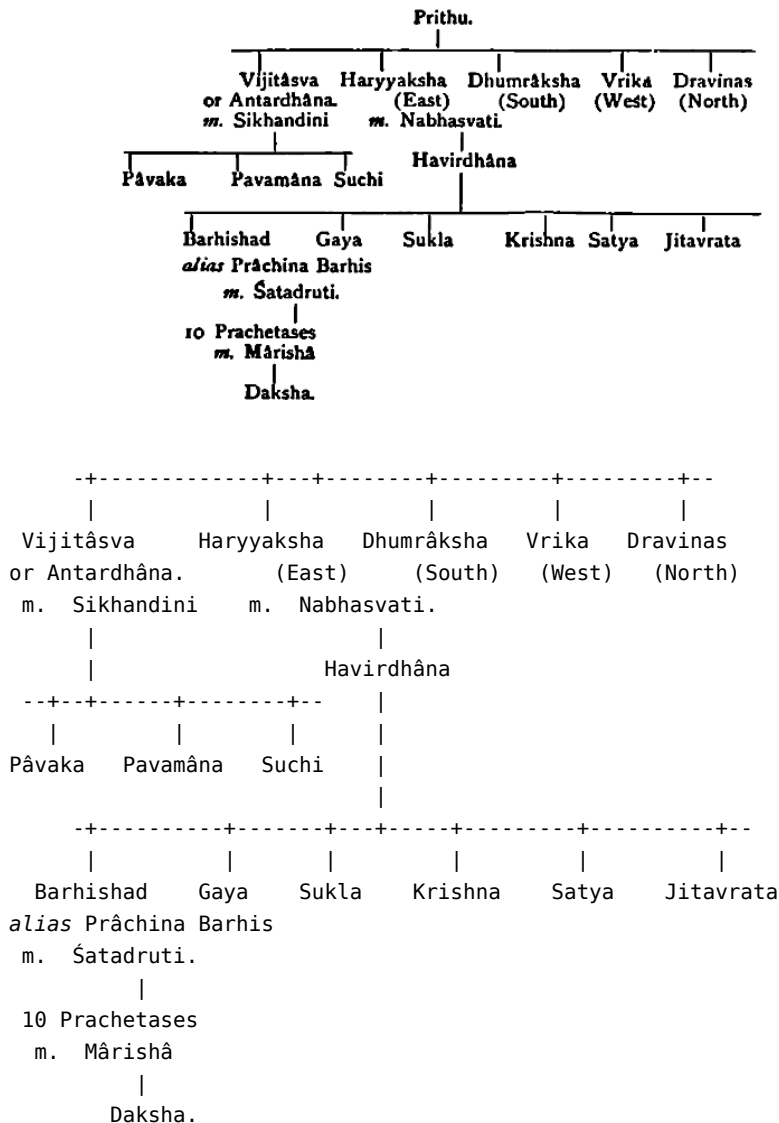 Prithu.
Vijitâsva Haryyaksha Dhumrâksha Vrika Dravinas
or Antardhâna. (East) (South) (West) (North)
m. Sikhandini m. Nabhasvati.
Havirdhâna
Pâvaka Pavamâna Suchi
Barhishad Gaya Sukla Krishna Satya Jitavrata
alias Prâchina Barhis
m. Śatadruti.
10 Prachetases
m. Mârishâ
Daksha.
-+-------------+---+--------+---------+---------+--
| | | | |
Vijitâsva Haryyaksha Dhumrâksha Vrika Dravinas
or Antardhâna. (East) (South) (West) (North)
m. Sikhandini m. Nabhasvati.
| |
| Havirdhâna
--+--+------+--------+-- |
| | | |
Pâvaka Pavamâna Suchi |
|
-+----------+-------+---+-----+---------+----------+--
| | | | | |
Barhishad Gaya Sukla Krishna Satya Jitavrata
alias Prâchina Barhis
m. Śatadruti.
|
10 Prachetases
m. Mârishâ
|
Daksha.